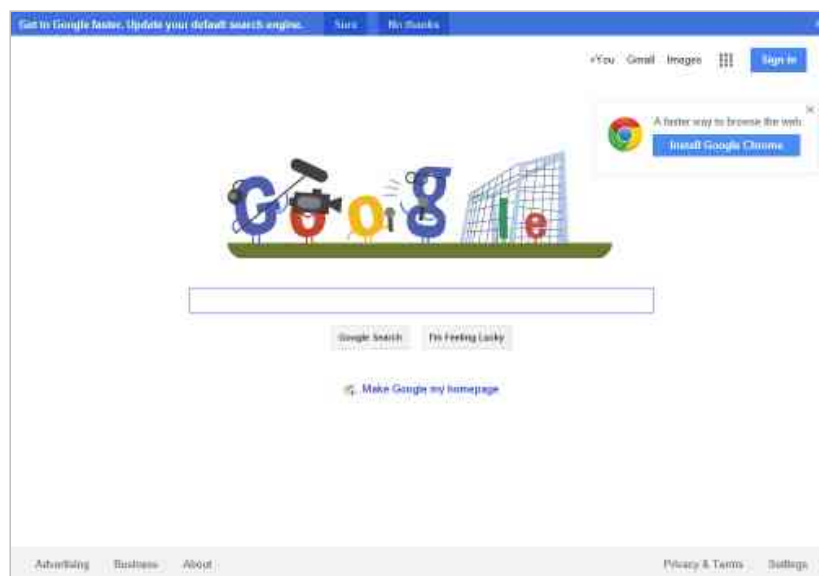 Get to Google faster. Update your default search engine. Sure No thanks
+You Gmail Images Sign in
A faster way to browse the web
Install Google Chrome
Google
Google Search I'm Feeling Lucky
Make Google my homepage
Advertising Business About Privacy & Terms Settings